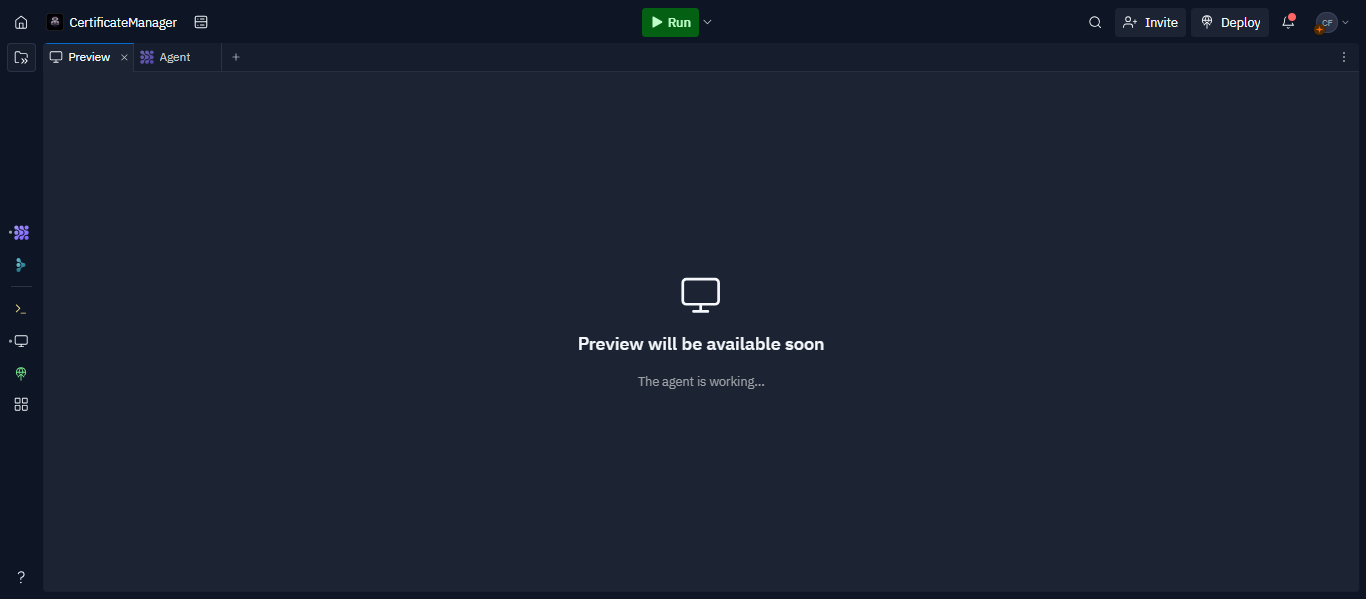 CertificateManager
Run
Invite
Deploy
CF
Preview
Agent
Preview will be available soon
The agent is working...